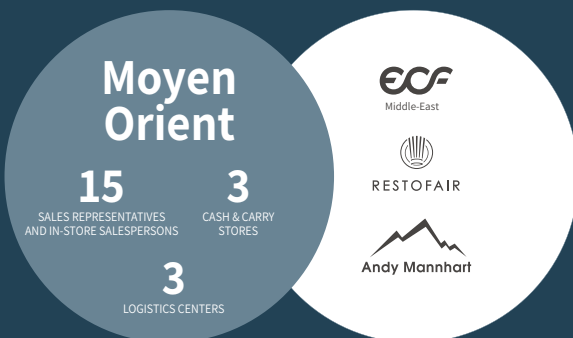 Moyen
Orient
15
SALES REPRESENTATIVES
AND IN-STORE SALESPERSONS
3
CASH & CARRY
STORES
3
LOGISTICS CENTERS
ECF
Middle-East
RESTOFAIR
Andy Mannhart